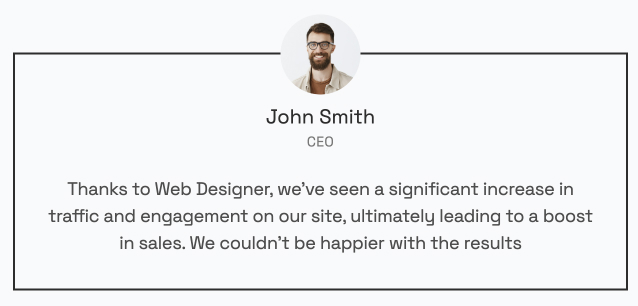 John Smith
CEO
Thanks to Web Designer, we've seen a significant increase in
traffic and engagement on our site, ultimately leading to a boost
in sales. We couldn't be happier with the results